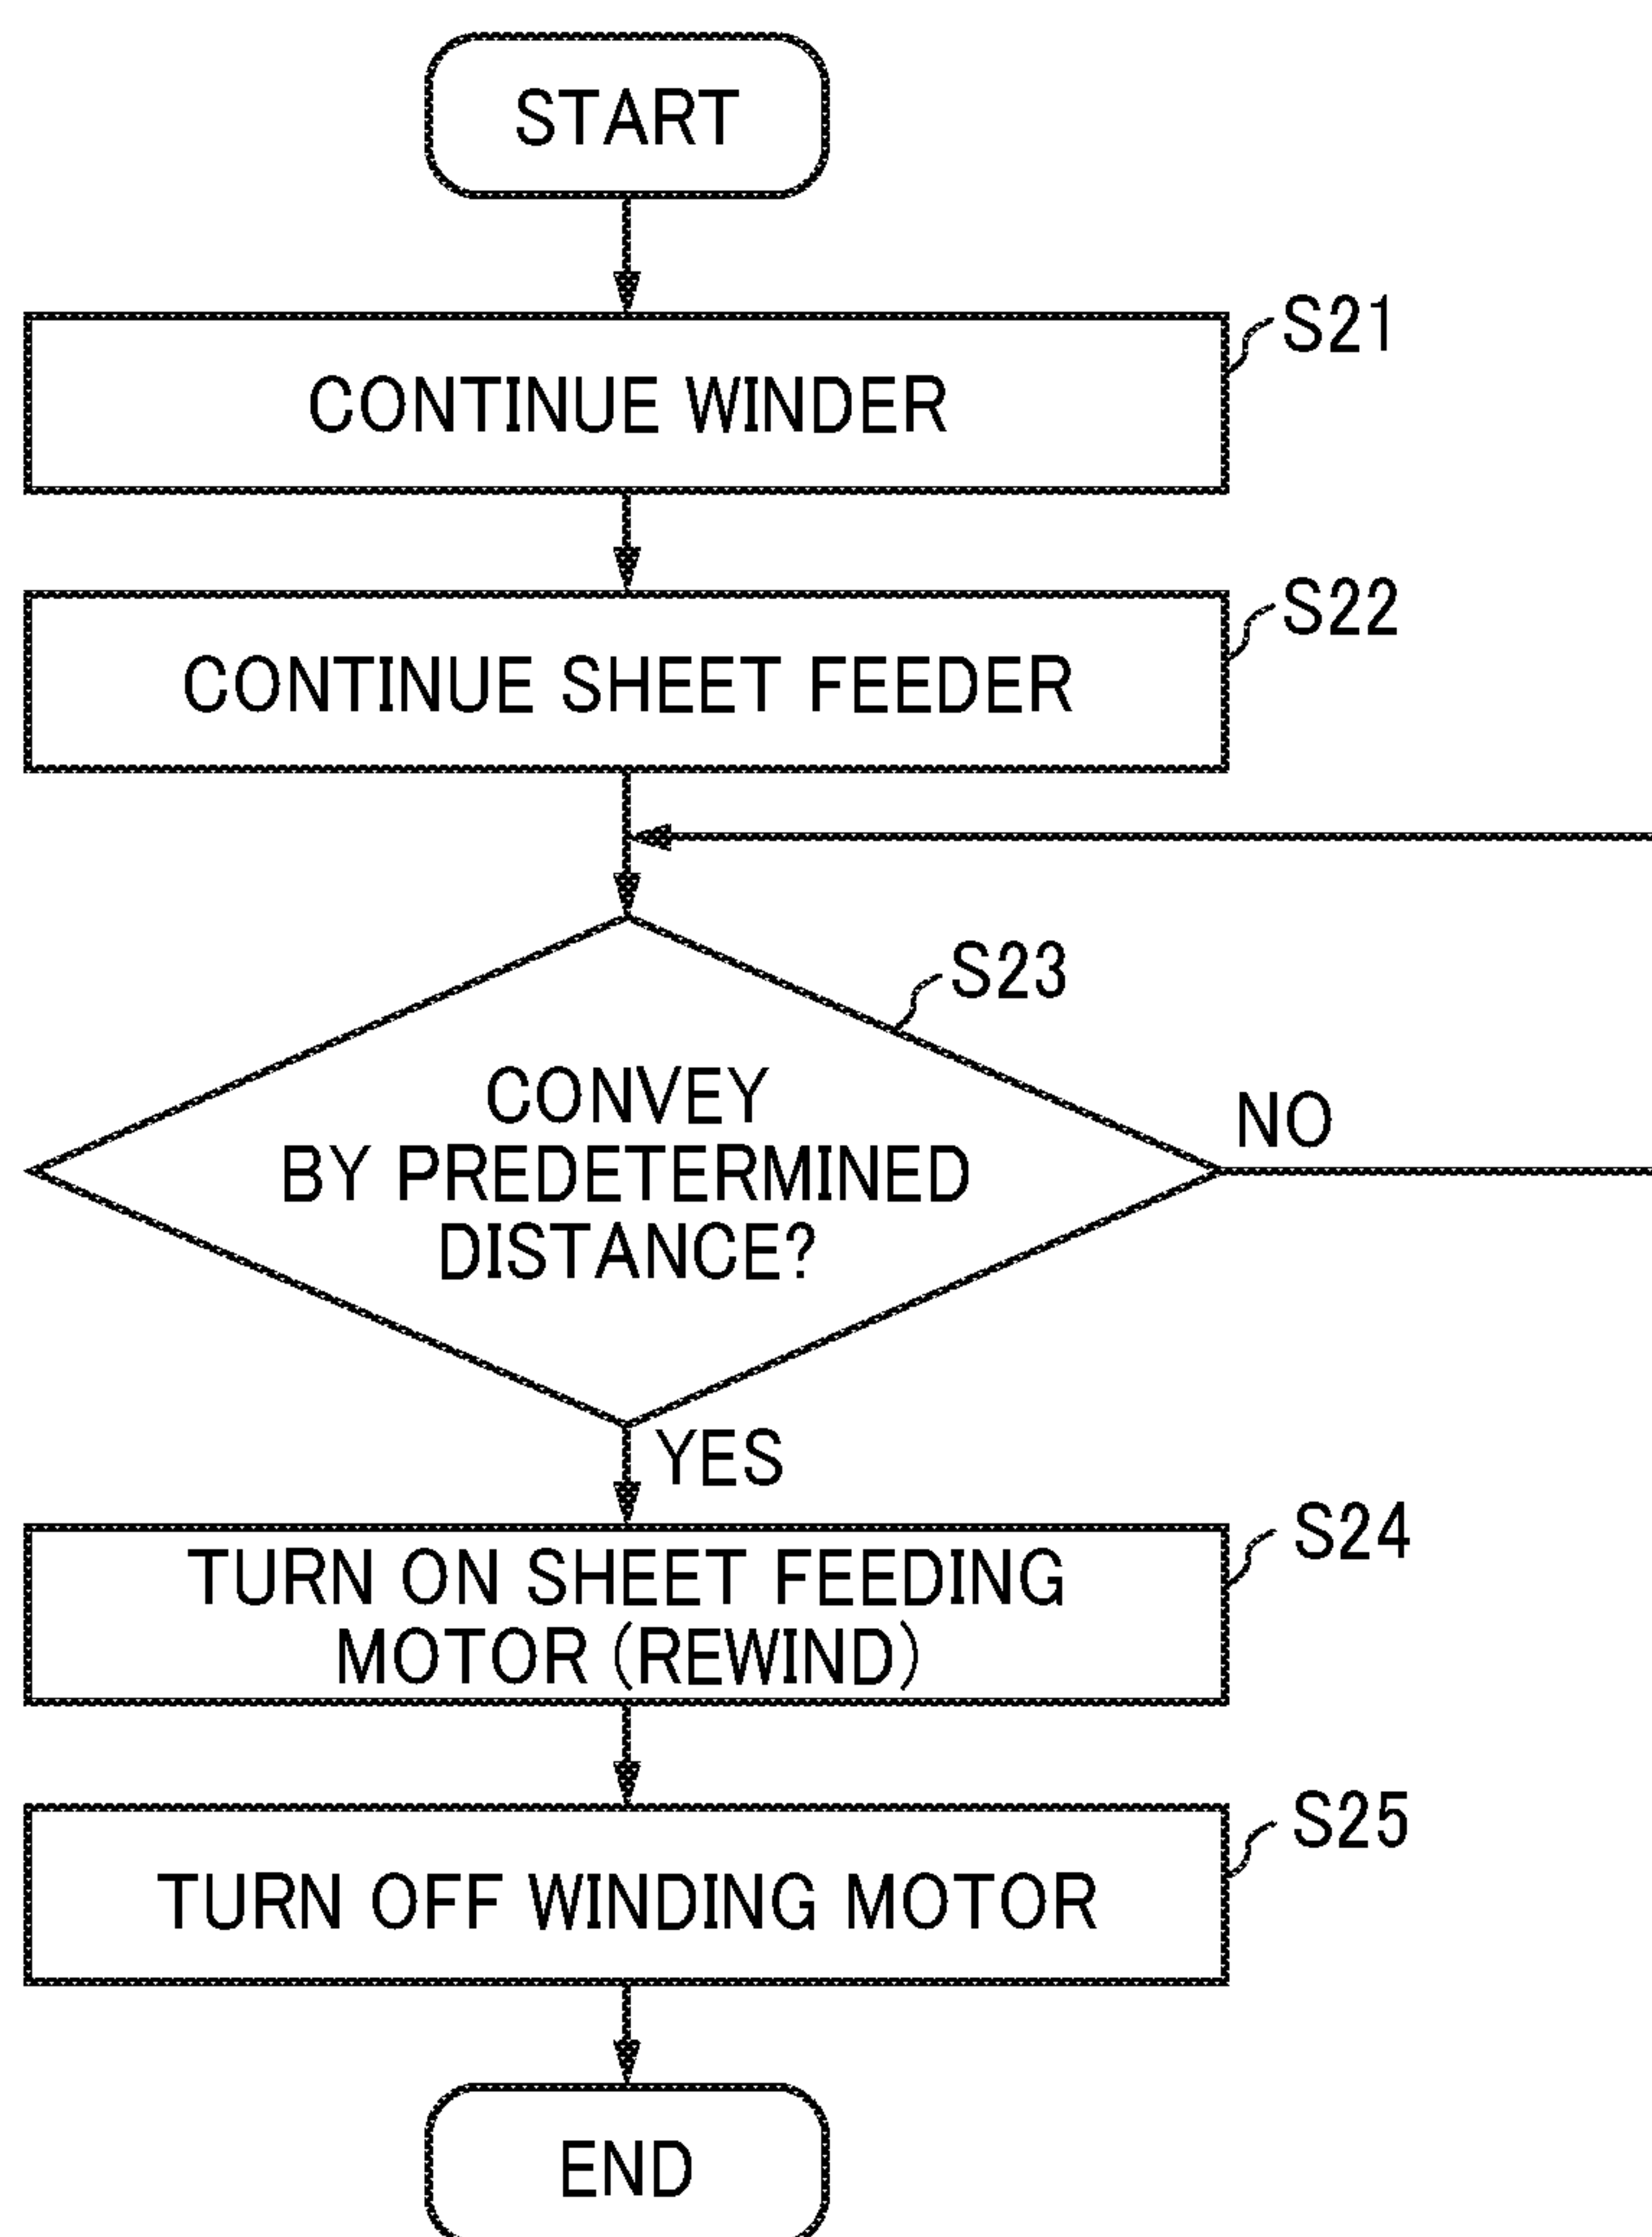 START
S21
CONTINUE WINDER
S22
CONTINUE SHEET FEEDER
S23
CONVEY
BY PREDETERMINED
DISTANCE?
NO
YES
S24
TURN ON SHEET FEEDING
MOTOR (REWIND)
S25
TURN OFF WINDING MOTOR
END